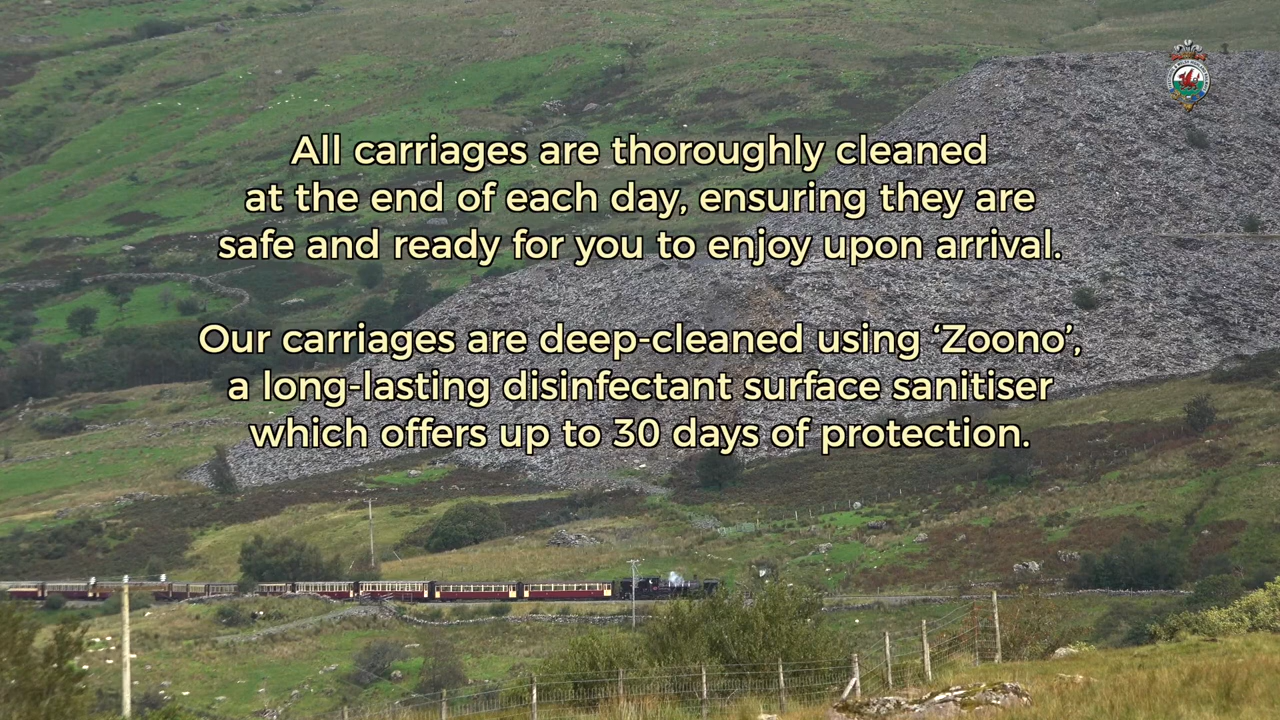 All carriages are thoroughly cleaned
at the end of each day, ensuring they are
safe and ready for you to enjoy upon arrival.
Our carriages are deep-cleaned using ‘Zoono’,
a long-lasting disinfectant surface sanitiser
which offers up to 30 days of protection.